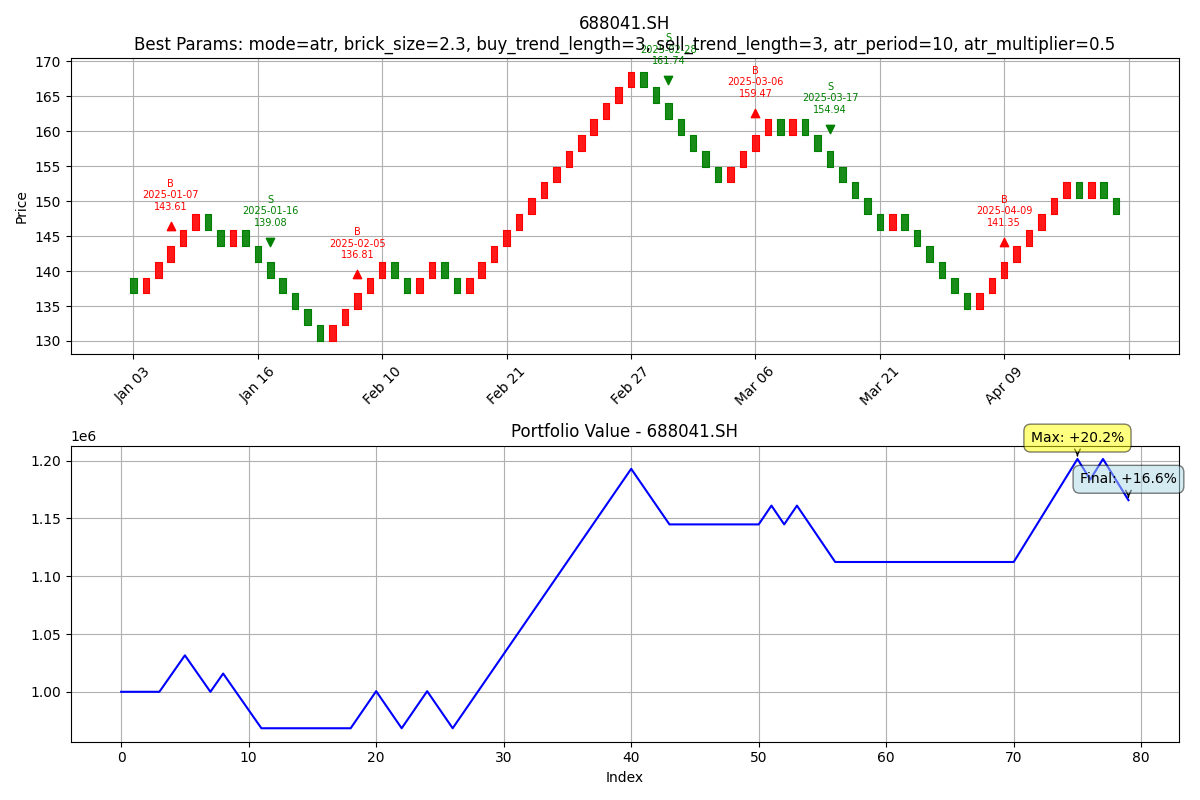 688041.SH
Best Params: mode=atr, brick_size=2.3, buy_trend_length=3, sell_trend_length=3, atr_period=10, atr_multiplier=0.5
S
2025-02-28
161.74
B
2025-03-06
159.47
S
2025-03-17
154.94
B
2025-01-07
143.61
S
2025-01-16
139.08
B
2025-02-05
136.81
B
2025-04-09
141.35
Price
170
165
160
155
150
145
140
135
130
Jan 03
Jan 16
Feb 10
Feb 21
Feb 27
Mar 06
Mar 21
Apr 09
Portfolio Value - 688041.SH
1e6
Max: +20.2%
Final: +16.6%
1.20
1.15
1.10
1.05
1.00
0
10
20
30
40
50
60
70
80
Index